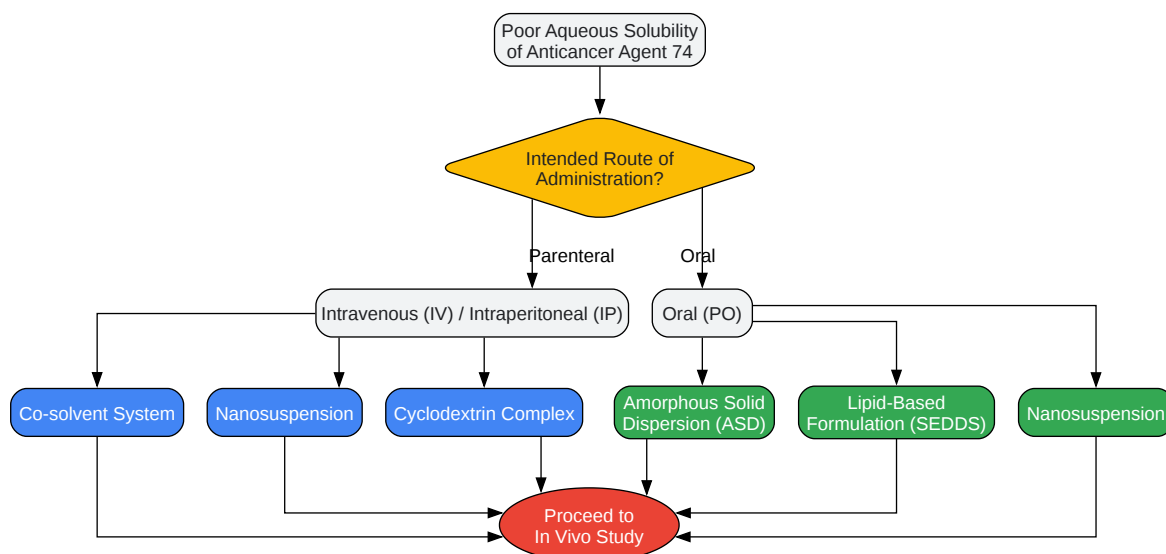 Poor Aqueous Solubility
of Anticancer Agent 74
Intended Route of
Administration?
Parenteral
Oral
Intravenous (IV) / Intraperitoneal (IP)
Oral (PO)
Co-solvent System
Nanosuspension
Cyclodextrin Complex
Amorphous Solid
Dispersion (ASD)
Lipid-Based
Formulation (SEDDS)
Nanosuspension
Proceed to
In Vivo Study